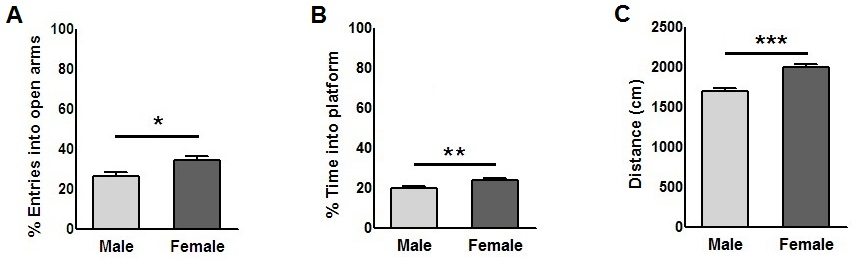 A
% Entries into open arms
100
80
60
40
20
0
*
Male Female
B
% Time into platform
100
80
60
40
20
0
**
Male Female
C
Distance (cm)
2500
2000
1500
1000
500
0
***
Male Female